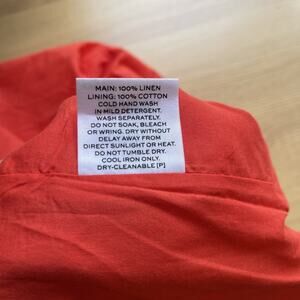 MAIN: 100% LINEN
LINING: 100% COTTON
COLD HAND WASH
IN MILD DETERGENT.
WASH SEPARATELY.
DO NOT SOAK, BLEACH
OR WRING. DRY WITHOUT
DELAY AWAY FROM
DIRECT SUNLIGHT OR HEAT.
DO NOT TUMBLE DRY.
COOL IRON ONLY.
DRY-CLEANABLE [P]